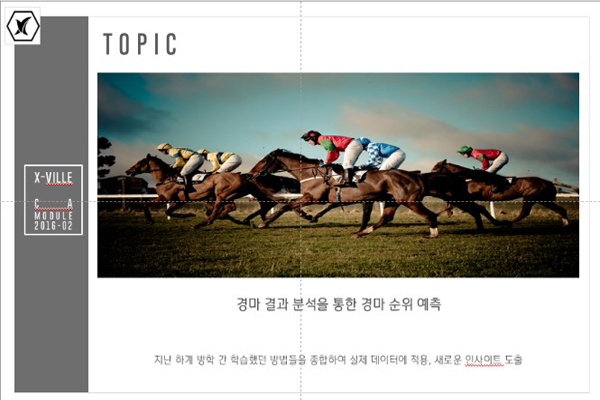 TOPIC
X-VILLE
C A
MODULE
2016-02
경마 결과 분석을 통한 경마 순위 예측
지난 하계 방학 간 학습했던 방법들을 종합하여 실제 데이터에 적용, 새로운 인사이트 도출